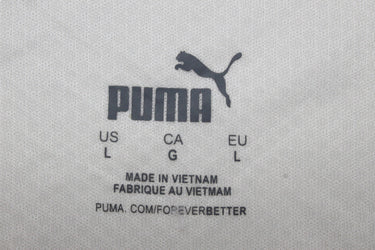 PUMA
US CA EU
L G L
MADE IN VIETNAM
FABRIQUE AU VIETMAM
PUMA. COM/FOREVERBETTER